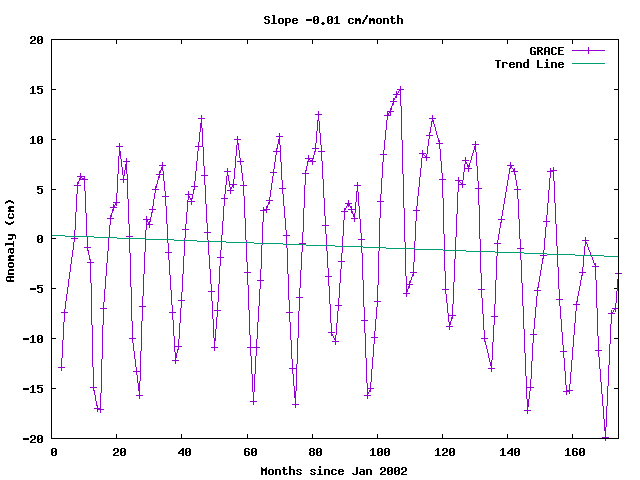 Slope -0.01 cm/month
GRACE
Trend Line
Anomaly (cm)
20
15
10
5
0
-5
-10
-15
-20
0 20 40 60 80 100 120 140 160
Months since Jan 2002